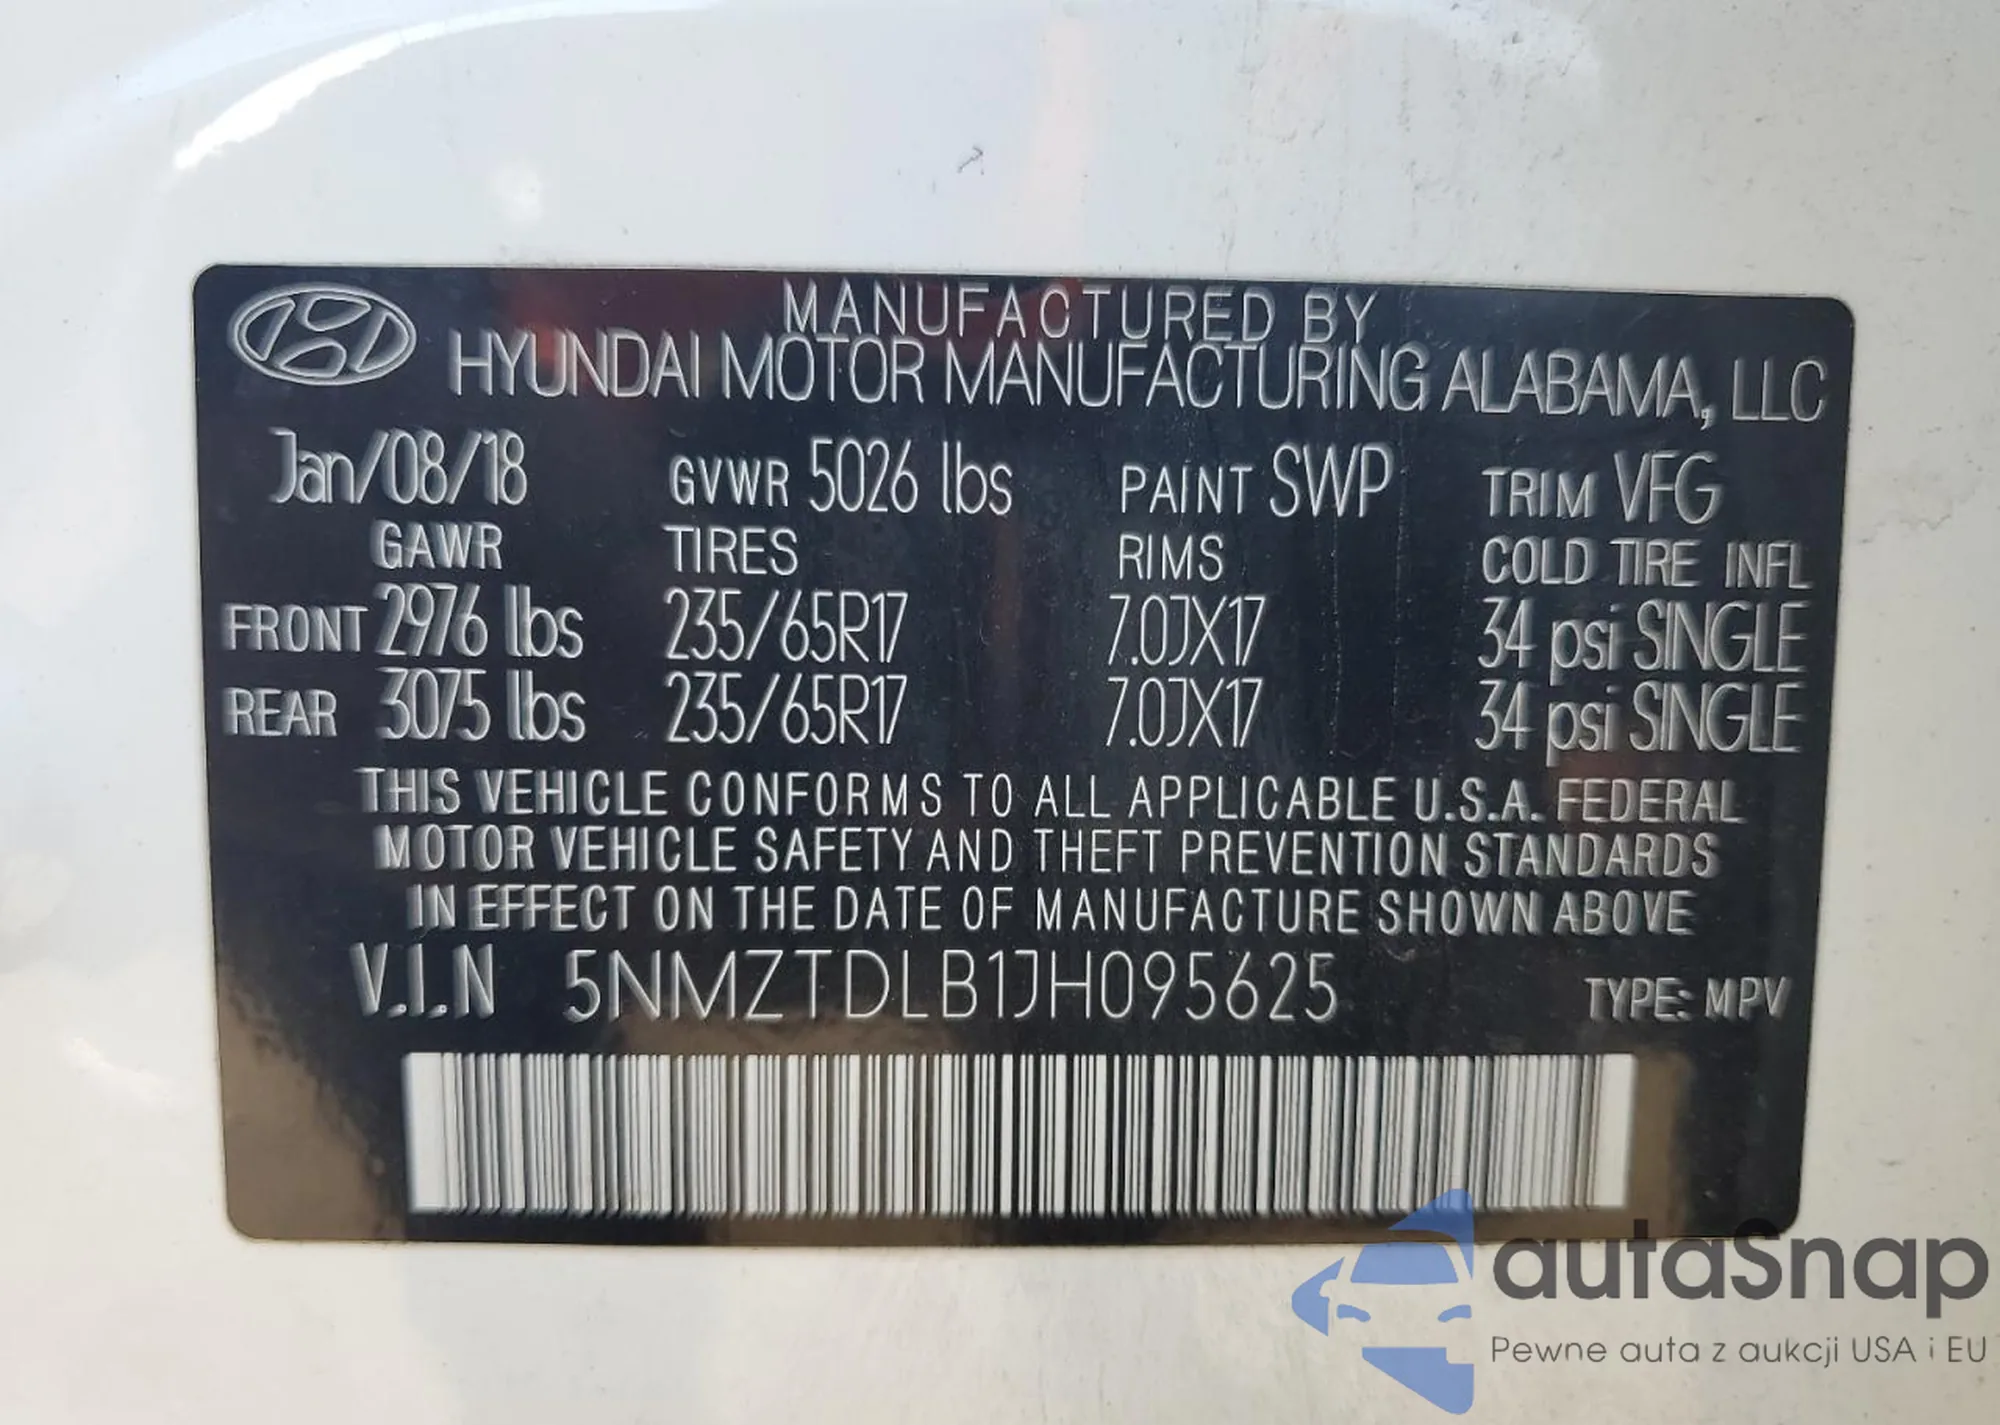 MANUFACTURED BY
HYUNDAI MOTOR MANUFACTURING ALABAMA, LLC
Jan/08/18 GVWR 5026 lbs PAINT SWP TRIM VFG
GAWR TIRES RIMS COLD TIRE INFL
FRONT 2976 lbs 235/65R17 7.0JX17 34 psi SINGLE
REAR 3075 lbs 235/65R17 7.0JX17 34 psi SINGLE
THIS VEHICLE CONFORMS TO ALL APPLICABLE U.S.A. FEDERAL
MOTOR VEHICLE SAFETY AND THEFT PREVENTION STANDARDS
IN EFFECT ON THE DATE OF MANUFACTURE SHOWN ABOVE
V.I.N 5NMZTDLB1JH095625 TYPE: MPV
autaSnap
Pewne auta z aukcji USA i EU